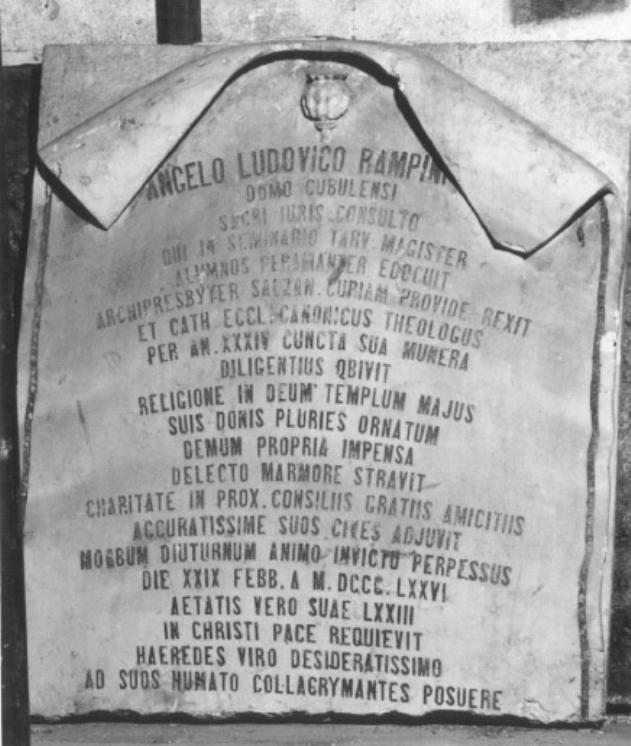 ANGELO LUDOVICO RAMPINI
DOMO CUBULENSI
SACRI IURIS CONSULTO
QUI IN SEMINARIO TARV. MAGISTER
ALUMNOS PERAMANTER EDOCUIT
ARCHIPRESBYTER SALZAN. CURIAM PROVIDE REXIT
ET CATH ECCL. CANONICUS THEOLOGUS
PER AN. XXXIV CUNCTA SUA MUNERA
DILIGENTIUS OBIVIT
RELIGIONE IN DEUM TEMPLUM MAJUS
SUIS DONIS PLURIES ORNATUM
DEMUM PROPRIA IMPENSA
DELECTO MARMORE STRAVIT
CHARITATE IN PROX. CONSILIIS GRATIIS AMICITIIS
ACCURATISSIME SUOS CIVES ADJUVIT
MORBUM DIUTURNUM ANIMO INVICTO PERPESSUS
DIE XXIX FEBB. A M. DCCC. LXXVI
AETATIS VERO SUAE LXXIII
IN CHRISTI PACE REQUIEVIT
HAEREDES VIRO DESIDERATISSIMO
AD SUOS HUMATO COLLAGRYMANTES POSUERE